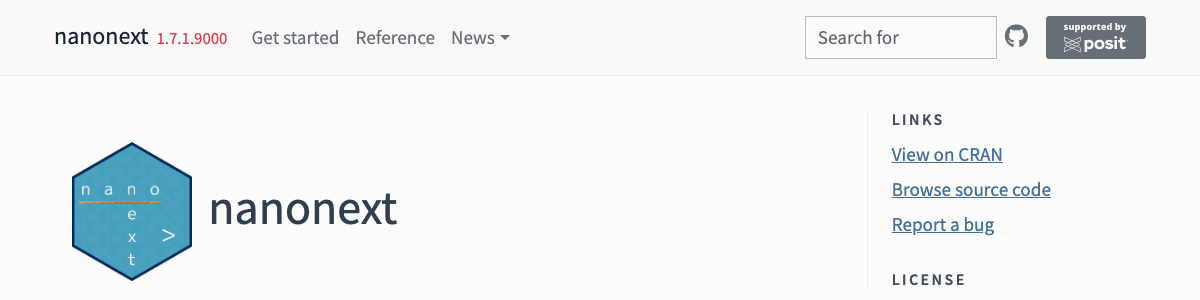 nanonext 1.7.1.9000 Get started Reference News Search for supported by posit
nano
e
x >
t
nanonext
LINKS
View on CRAN
Browse source code
Report a bug
LICENSE